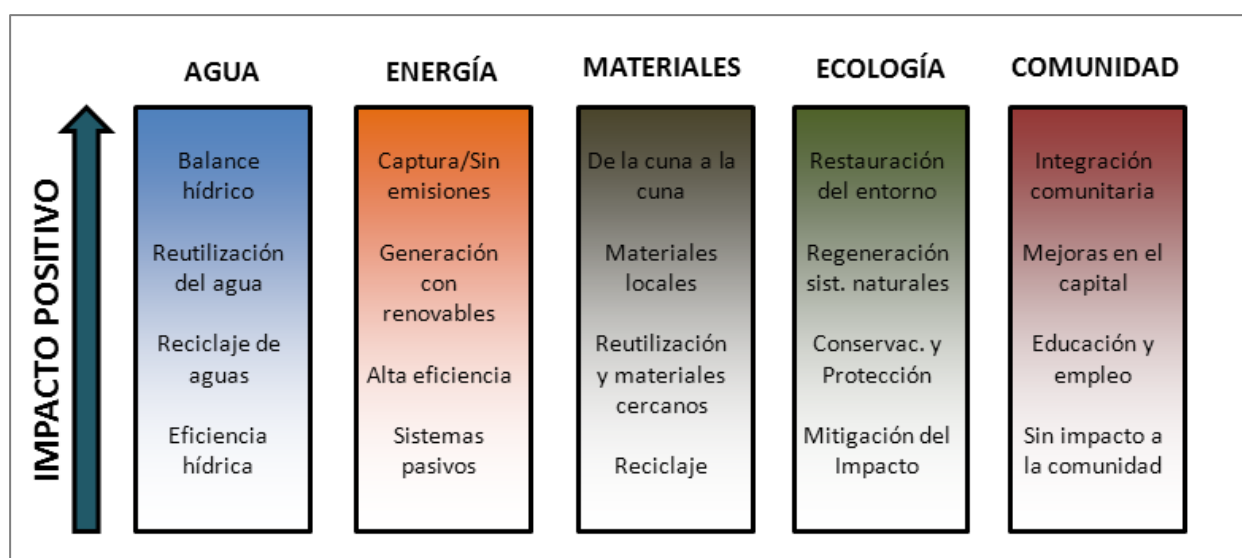 IMPACTO POSITIVO
AGUA
Balance
hídrico
Reutilización
del agua
Reciclaje de
aguas
Eficiencia
hídrica
ENERGÍA
Captura/Sin
emisiones
Generación
con
renovables
Alta eficiencia
Sistemas
pasivos
MATERIALES
De la cuna a la
cuna
Materiales
locales
Reutilización
y materiales
cercanos
Reciclaje
ECOLOGÍA
Restauración
del entorno
Regeneración
sist. naturales
Conservac. y
Protección
Mitigación del
Impacto
COMUNIDAD
Integración
comunitaria
Mejoras en el
capital
Educación y
empleo
Sin impacto a
la comunidad